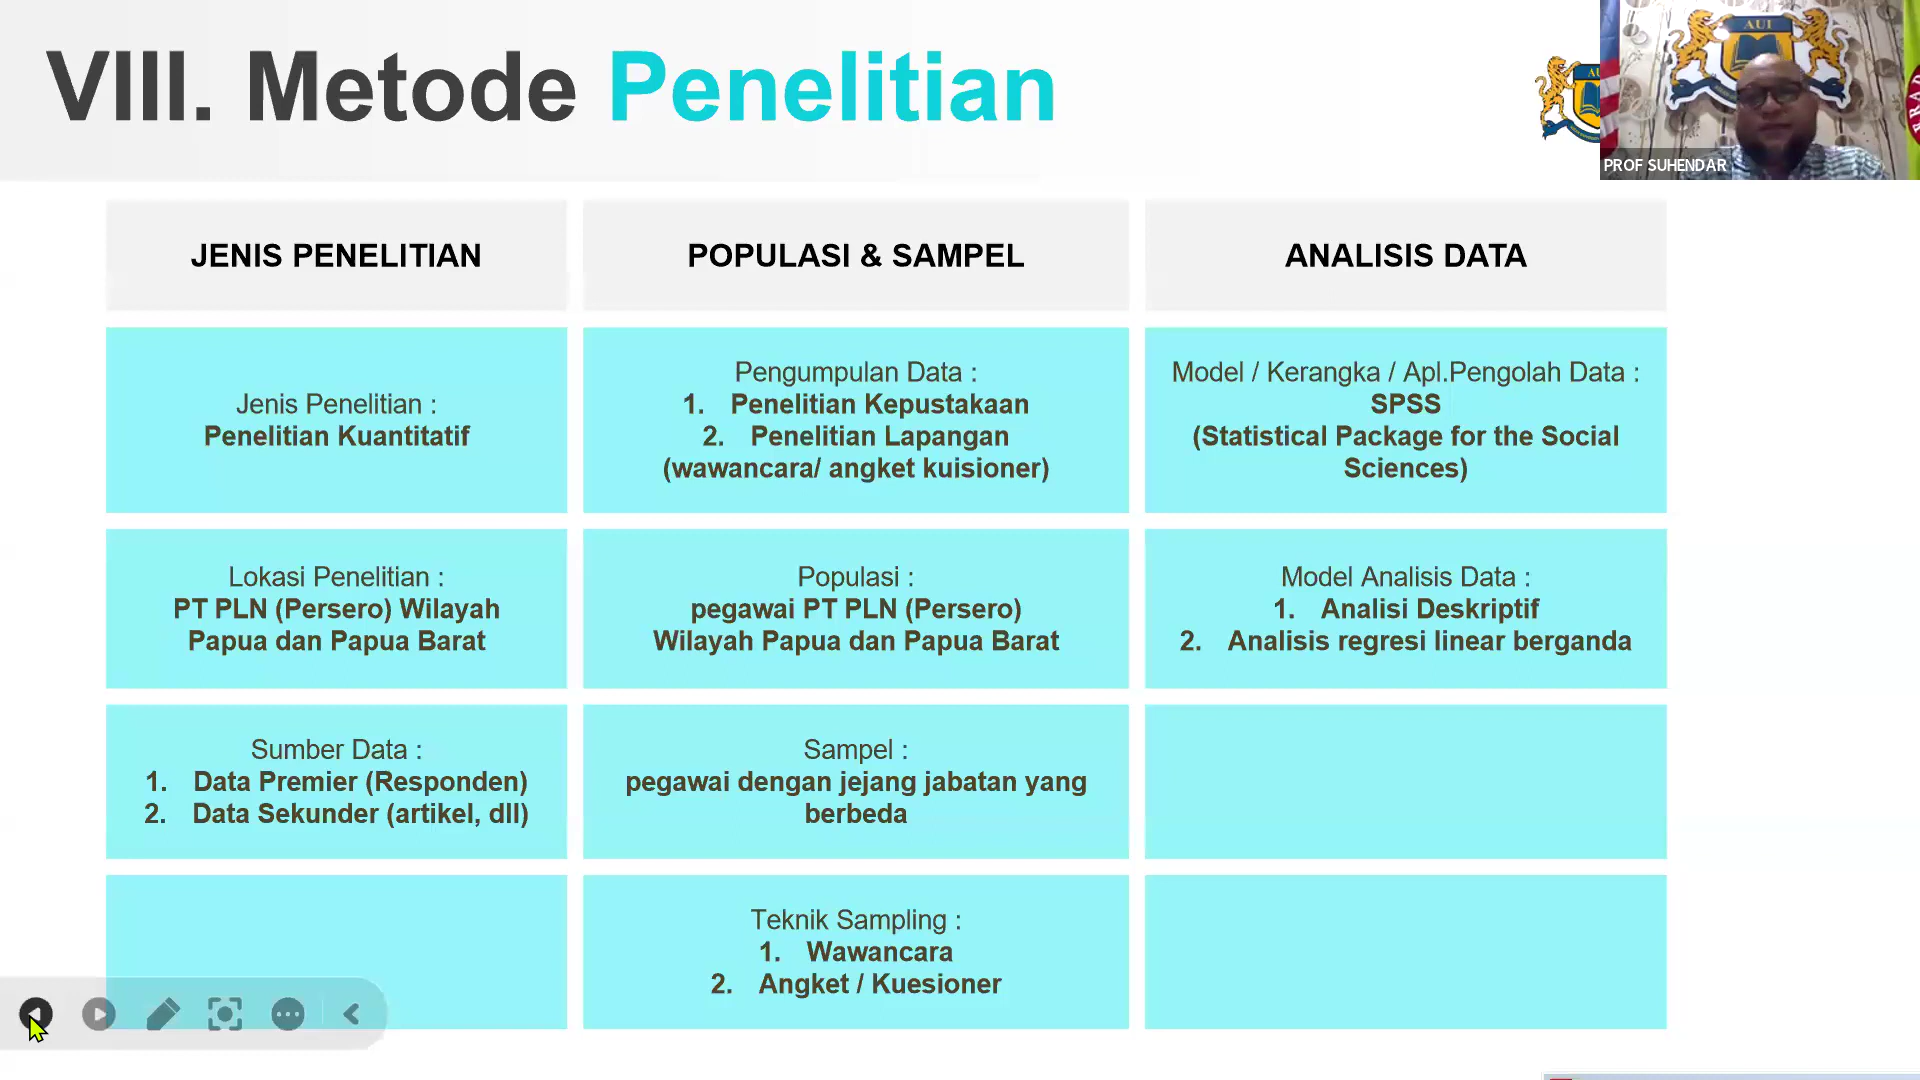 VIII. Metode Penelitian
AUI
PROF SUHENDAR
JENIS PENELITIAN
POPULASI & SAMPEL
ANALISIS DATA
Jenis Penelitian :
Penelitian Kuantitatif
Pengumpulan Data :
1. Penelitian Kepustakaan
2. Penelitian Lapangan
(wawancara/ angket kuisioner)
Model / Kerangka / Apl.Pengolah Data :
SPSS
(Statistical Package for the Social
Sciences)
Lokasi Penelitian :
PT PLN (Persero) Wilayah
Papua dan Papua Barat
Populasi :
pegawai PT PLN (Persero)
Wilayah Papua dan Papua Barat
Model Analisis Data :
1. Analisi Deskriptif
2. Analisis regresi linear berganda
Sumber Data :
1. Data Premier (Responden)
2. Data Sekunder (artikel, dll)
Sampel :
pegawai dengan jejang jabatan yang
berbeda
Teknik Sampling :
1. Wawancara
2. Angket / Kuesioner